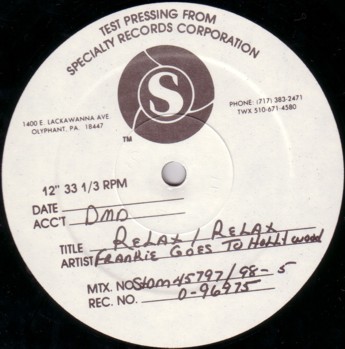 TEST PRESSING FROM
SPECIALTY RECORDS CORPORATION
S
TM
1400 E. LACKAWANNA AVE
OLYPHANT, PA. 18447
PHONE: (717) 383-2471
TWX 510-671-4580
12" 33 1/3 RPM
DATE
ACC'T DMD
TITLE RELAX / RELAX
ARTIST FRANKIE GOES TO HOLLYWOOD
MTX. NO. StDM45797/98-5
REC. NO. 0-96975